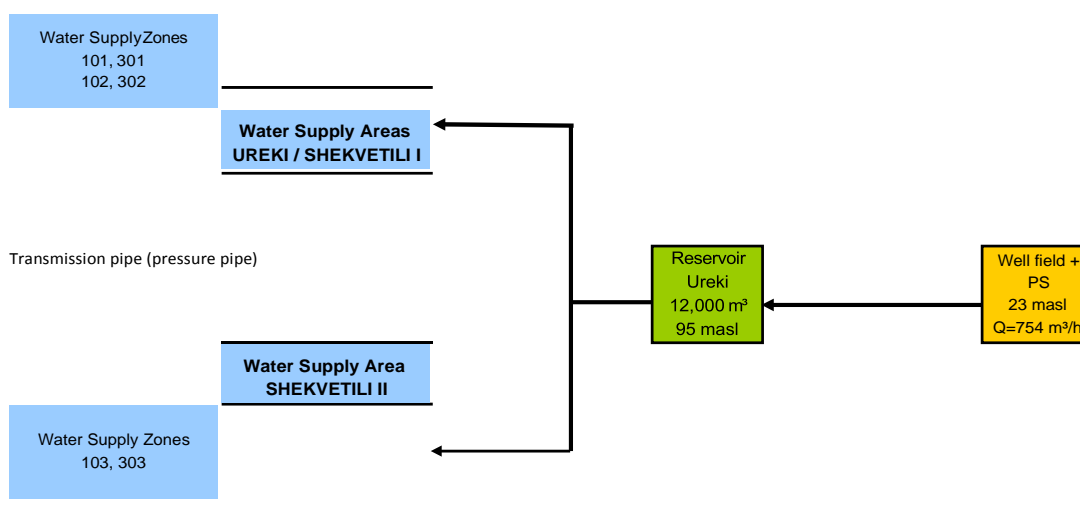 Water SupplyZones
101, 301
102, 302
Water Supply Areas
UREKI / SHEKVETILI I
Transmission pipe (pressure pipe)
Reservoir
Ureki
12,000 m³
95 masl
Well field +
PS
23 masl
Q=754 m³/h
Water Supply Area
SHEKVETILI II
Water Supply Zones
103, 303